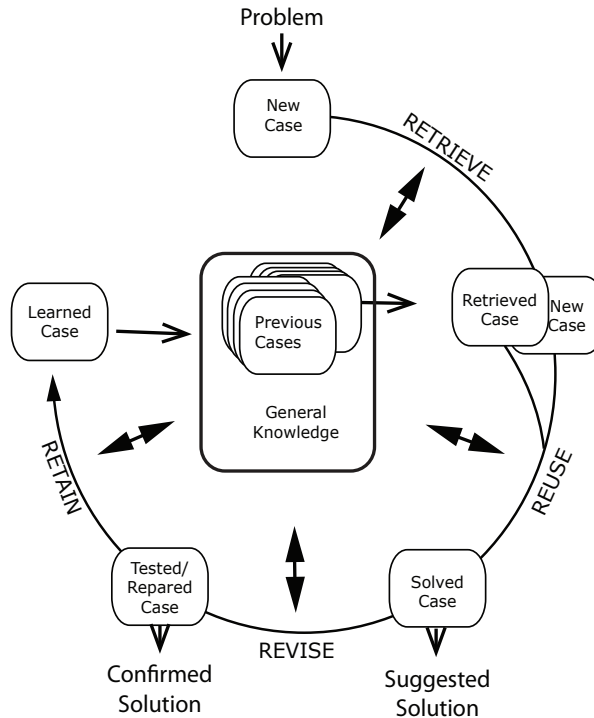 Problem
New
Case
RETRIEVE
Retrieved
Case
New
Case
Learned
Case
Previous
Cases
General
Knowledge
RETAIN
REUSE
Tested/
Repared
Case
Solved
Case
REVISE
Confirmed
Solution
Suggested
Solution